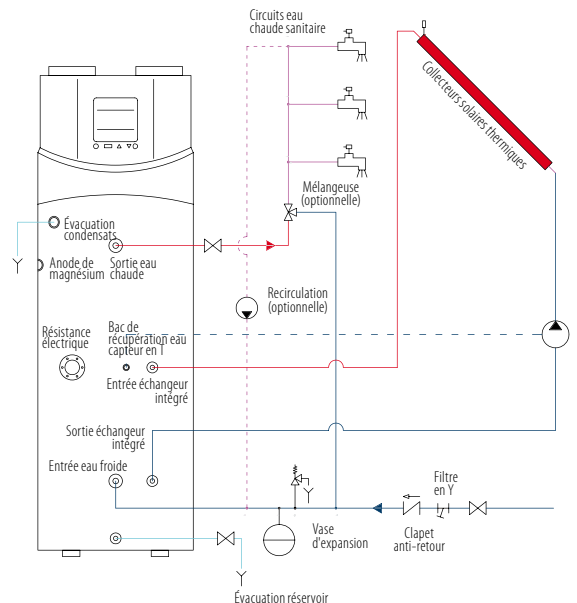 Circuits eau
chaude sanitaire
Collecteurs solaires thermiques
Mélangeuse
(optionnelle)
Évacuation
condensats
Anode de
magnésium
Sortie eau
chaude
Recirculation
(optionnelle)
Résistance
électrique
Bac de
récupération eau
capteur en T
Entrée échangeur
intégré
Sortie échangeur
intégré
Entrée eau froide
Filtre
en Y
Vase
d'expansion
Clapet
anti-retour
Évacuation réservoir